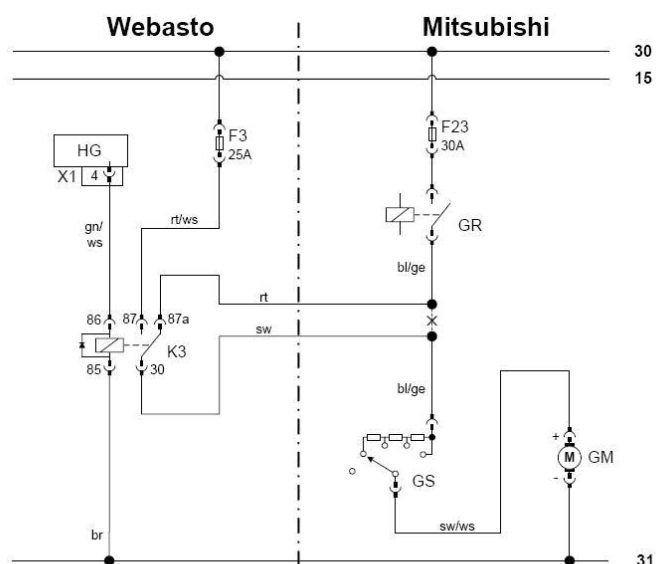 Webasto Mitsubishi
30
15
F3
25A
F23
30A
HG
X1 4
gn/
ws
rt/ws
GR
bl/ge
rt
86 87 87a
sw
K3
85 30
bl/ge
+
M GM
-
GS
sw/ws
br
31